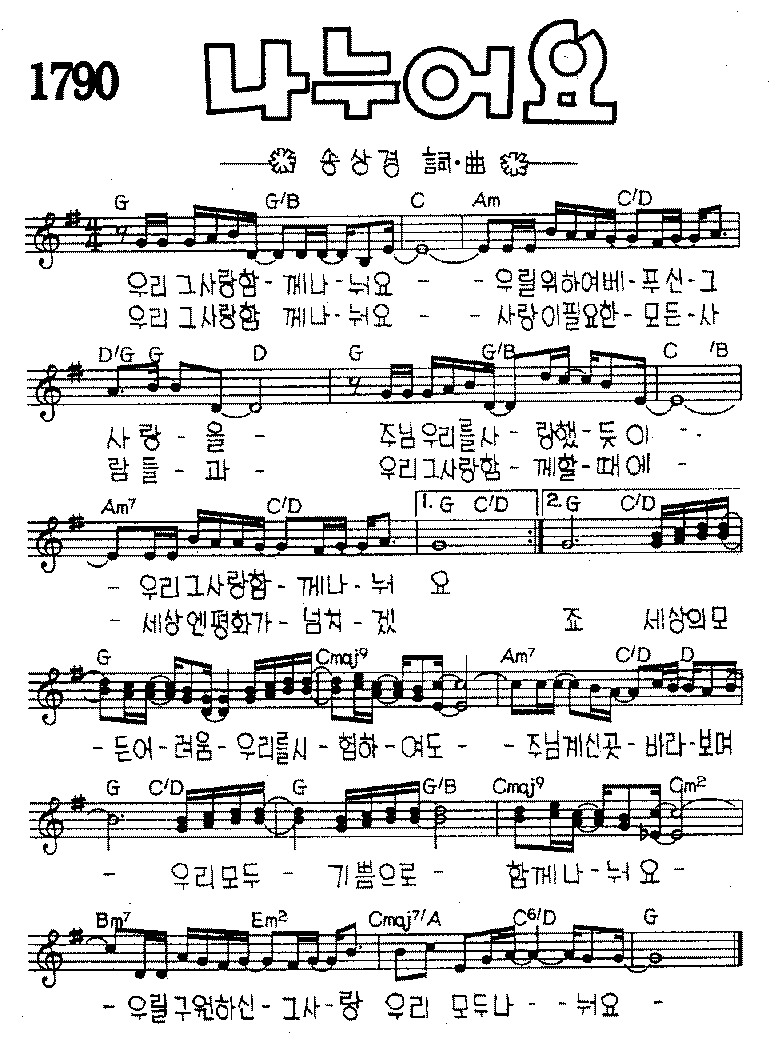 1790
나누어요
송상경 詞·曲
G G/B C Am C/D
우리 그사랑함 - 께나 - 눠요 - - 우릴위하여베 - 푸신 - 그
우리 그사랑함 께나 - 눠요 - - 사랑이필요한 - 모든 - 사
D/G G D G G/B C /B
사랑 - 을 - 주님우리를사 - 랑했 - 듯이 - -
람들 - 과 - 우리그사랑함 - 께할 - 때에 -
Am7 C/D 1. G C/D 2. G C/D
- 우리그사랑함 - 께나 - 눠 요
- 세상엔평화가 - 넘치 - 겠 죠 세상의모
G Cmaj9 Am7 C/D D
- 든어 - 려움 - 우리를시 - 험하 - 여도 - - 주님계신곳 - 바라 - 보며
G C/D G G/B Cmaj9 Cm2
- 우리모두 - 기쁨으로 - 함께나 - 눠요 -
Bm7 Em2 Cmaj7/A C6/D G
- 우릴구원하신 - 그사 - 랑 우리 모두나 - - 눠요 -